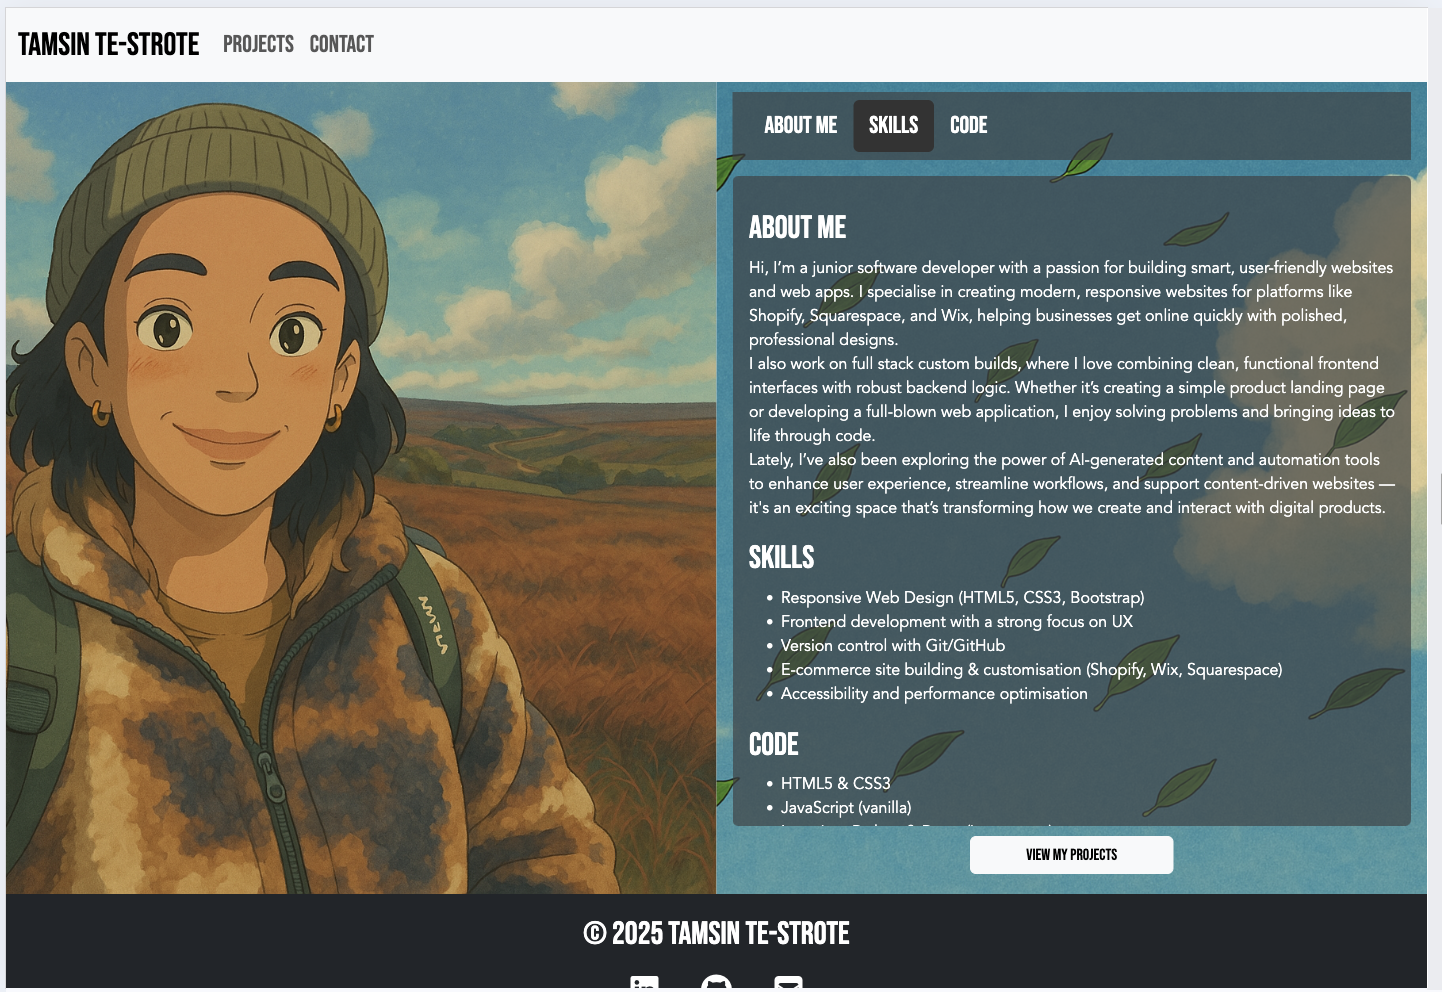 TAMSIN TE-STROTE
PROJECTS
CONTACT
ABOUT ME
SKILLS
CODE
ABOUT ME
Hi, I’m a junior software developer with a passion for building smart, user-friendly websites
and web apps. I specialise in creating modern, responsive websites for platforms like
Shopify, Squarespace, and Wix, helping businesses get online quickly with polished,
professional designs.
I also work on full stack custom builds, where I love combining clean, functional frontend
interfaces with robust backend logic. Whether it’s creating a simple product landing page
or developing a full-blown web application, I enjoy solving problems and bringing ideas to
life through code.
Lately, I’ve also been exploring the power of AI-generated content and automation tools
to enhance user experience, streamline workflows, and support content-driven websites —
it's an exciting space that’s transforming how we create and interact with digital products.
SKILLS
• Responsive Web Design (HTML5, CSS3, Bootstrap)
• Frontend development with a strong focus on UX
• Version control with Git/GitHub
• E-commerce site building & customisation (Shopify, Wix, Squarespace)
• Accessibility and performance optimisation
CODE
• HTML5 & CSS3
• JavaScript (vanilla)
VIEW MY PROJECTS
© 2025 TAMSIN TE-STROTE